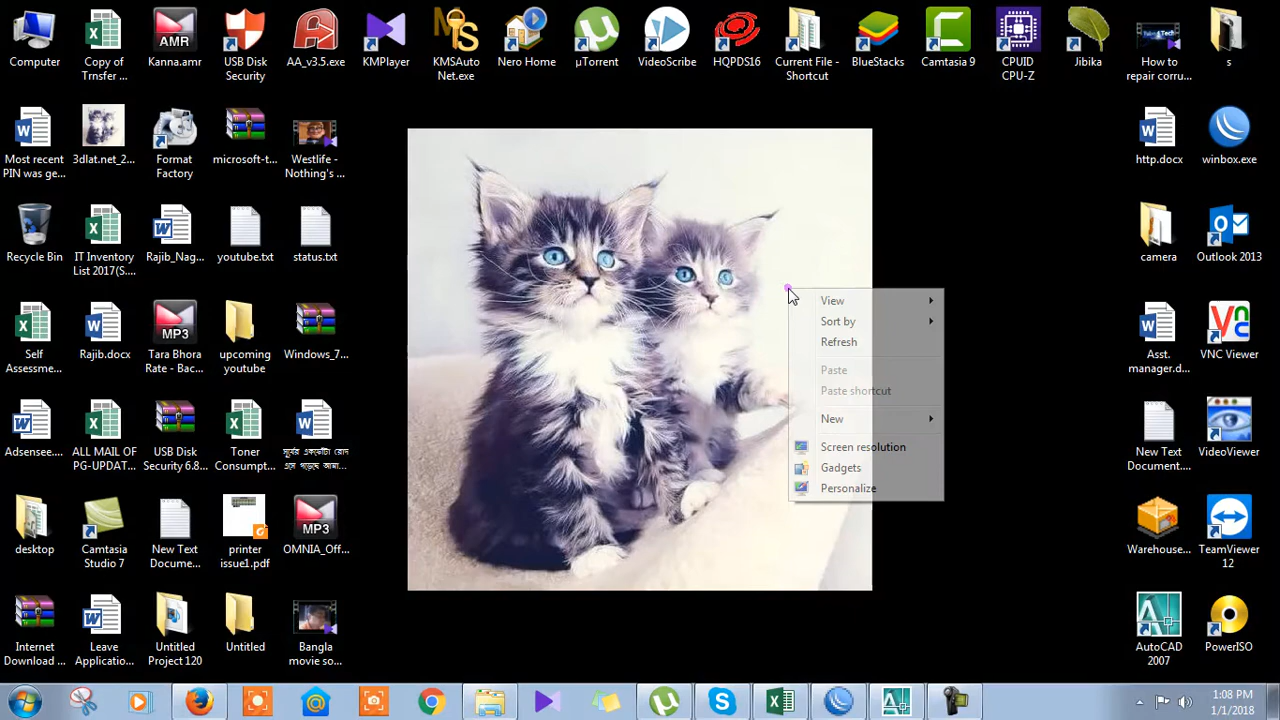 Computer
Copy of
Trnsfer ...
AMR
Kanna.amr
USB Disk
Security
AA_v3.5.exe
KMPlayer
KMSAuto
Net.exe
Nero Home
µTorrent
VideoScribe
HQPDS16
Current File -
Shortcut
BlueStacks
Camtasia 9
CPUID
CPU-Z
Jibika
How to
repair corru...
s
Most recent
PIN was ge...
3dlat.net_2...
Format
Factory
microsoft-t...
Westlife -
Nothing's ...
http.docx
winbox.exe
Recycle Bin
IT Inventory
List 2017(S...
Rajib_Nag...
youtube.txt
status.txt
camera
Outlook 2013
Self
Assessme...
Rajib.docx
MP3
Tara Bhora
Rate - Bac...
upcoming
youtube
Windows_7...
Asst.
manager.d...
VNC Viewer
View
Sort by
Refresh
Paste
Paste shortcut
New
Screen resolution
Gadgets
Personalize
Adsensee...
ALL MAIL OF
PG-UPDAT...
USB Disk
Security 6.8...
Toner
Consumpt...
New Text
Document...
VideoViewer
desktop
Camtasia
Studio 7
New Text
Docume...
printer
issue1.pdf
MP3
OMNIA_Off...
Warehouse...
TeamViewer
12
Internet
Download ...
Leave
Applicatio...
Untitled
Project 120
Untitled
Bangla
movie so...
AutoCAD
2007
PowerISO
1:08 PM
1/1/2018